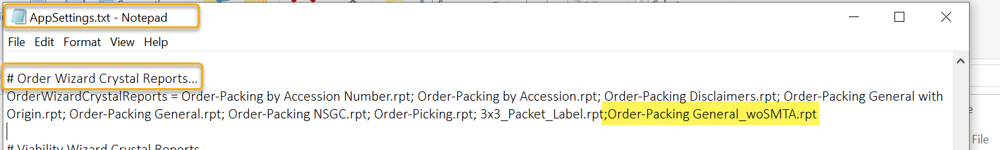 AppSettings.txt - Notepad
File Edit Format View Help
# Order Wizard Crystal Reports...
OrderWizardCrystalReports = Order-Packing by Accession Number.rpt; Order-Packing by Accession.rpt; Order-Packing Disclaimers.rpt; Order-Packing General with
Origin.rpt; Order-Packing General.rpt; Order-Packing NSGC.rpt; Order-Picking.rpt; 3x3_Packet_Label.rpt;Order-Packing General_woSMTA.rpt
# Viability Wizard Crystal Reports
File